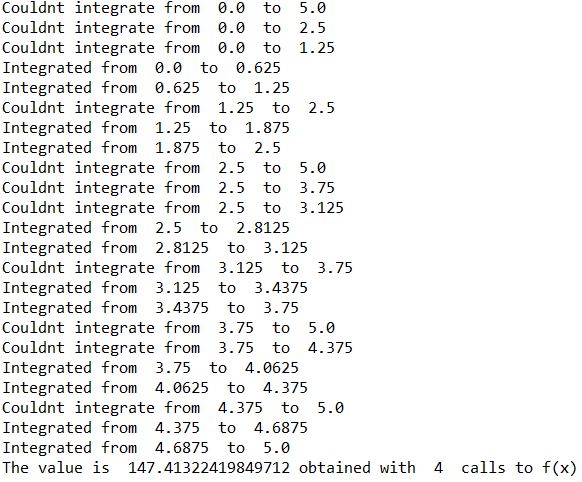 Couldnt integrate from  0.0  to  5.0
Couldnt integrate from  0.0  to  2.5
Couldnt integrate from  0.0  to  1.25
Integrated from  0.0  to  0.625
Integrated from  0.625  to  1.25
Couldnt integrate from  1.25  to  2.5
Integrated from  1.25  to  1.875
Integrated from  1.875  to  2.5
Couldnt integrate from  2.5  to  5.0
Couldnt integrate from  2.5  to  3.75
Couldnt integrate from  2.5  to  3.125
Integrated from  2.5  to  2.8125
Integrated from  2.8125  to  3.125
Couldnt integrate from  3.125  to  3.75
Integrated from  3.125  to  3.4375
Integrated from  3.4375  to  3.75
Couldnt integrate from  3.75  to  5.0
Couldnt integrate from  3.75  to  4.375
Integrated from  3.75  to  4.0625
Integrated from  4.0625  to  4.375
Couldnt integrate from  4.375  to  5.0
Integrated from  4.375  to  4.6875
Integrated from  4.6875  to  5.0
The value is  147.41322419849712 obtained with  4  calls to f(x)